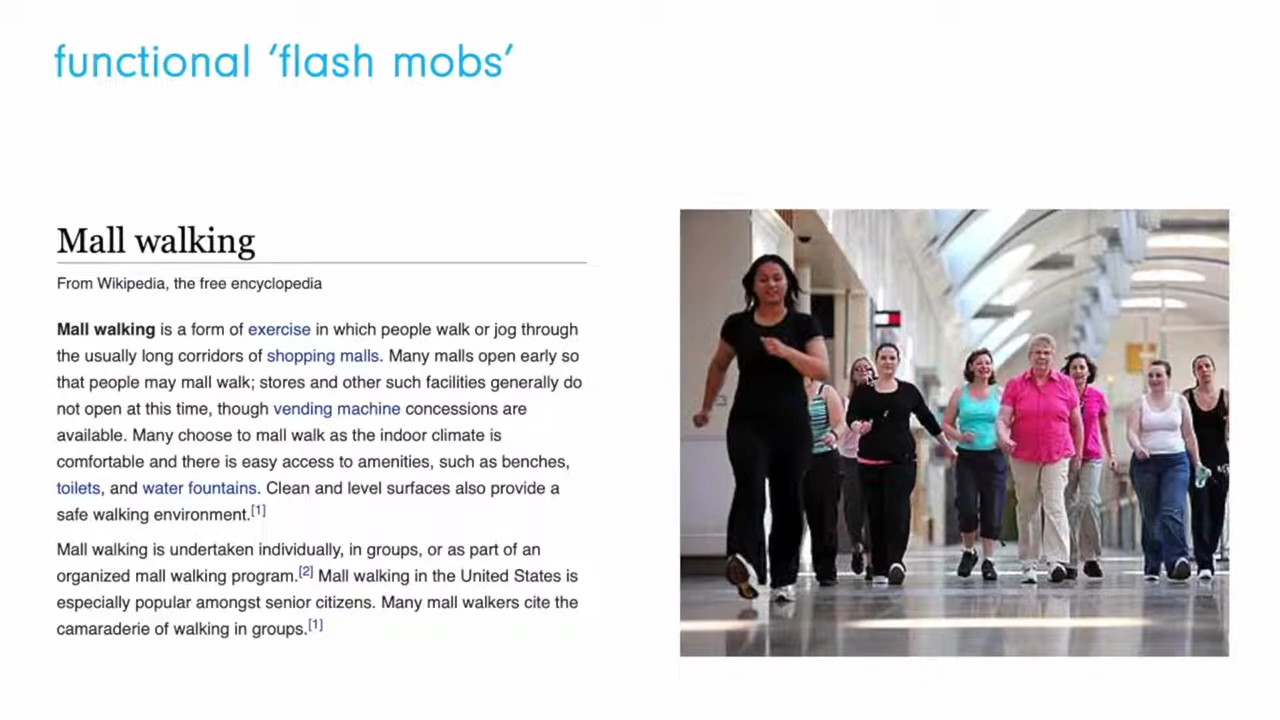 functional ‘flash mobs’
Mall walking
From Wikipedia, the free encyclopedia
Mall walking is a form of exercise in which people walk or jog through
the usually long corridors of shopping malls. Many malls open early so
that people may mall walk; stores and other such facilities generally do
not open at this time, though vending machine concessions are
available. Many choose to mall walk as the indoor climate is
comfortable and there is easy access to amenities, such as benches,
toilets, and water fountains. Clean and level surfaces also provide a
safe walking environment.[1]
Mall walking is undertaken individually, in groups, or as part of an
organized mall walking program.[2] Mall walking in the United States is
especially popular amongst senior citizens. Many mall walkers cite the
camaraderie of walking in groups.[1]